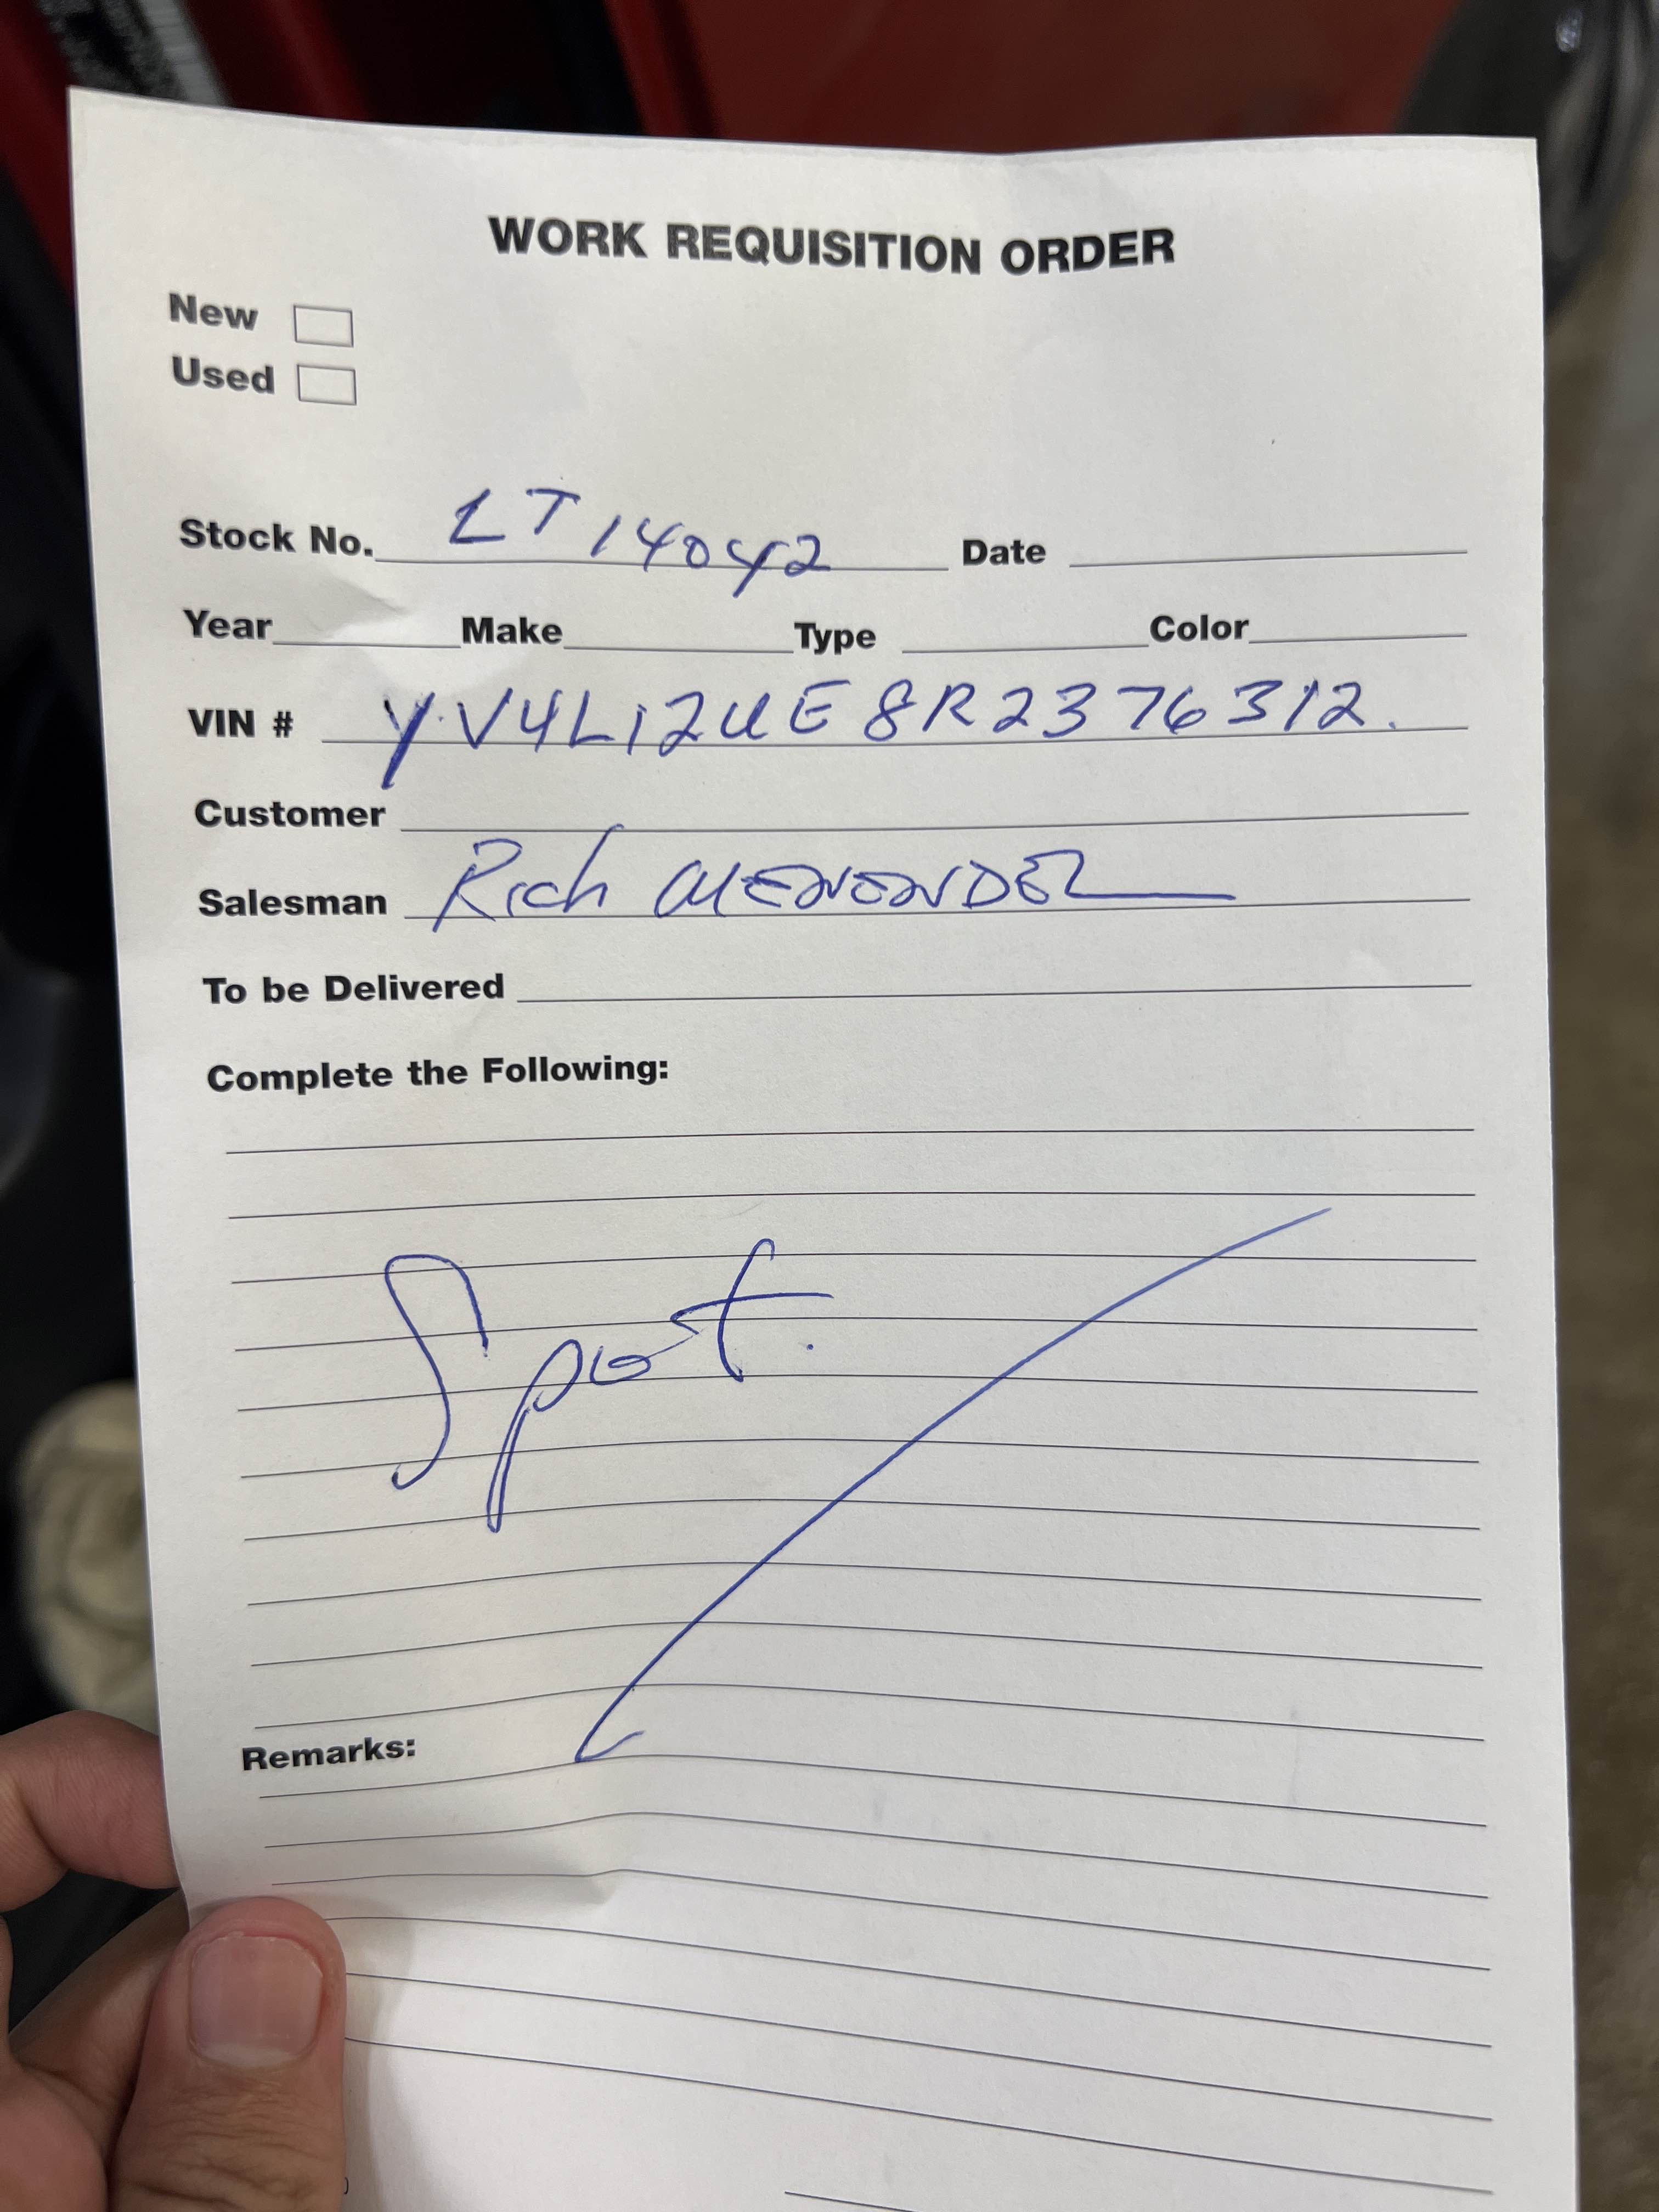 WORK REQUISITION ORDER
New
Used
Stock No. LT14042 Date
Year Make Type Color
VIN # YV4L12UE8R2376312.
Customer
Salesman Rich
To be Delivered
Complete the Following:
Spot.
Remarks: